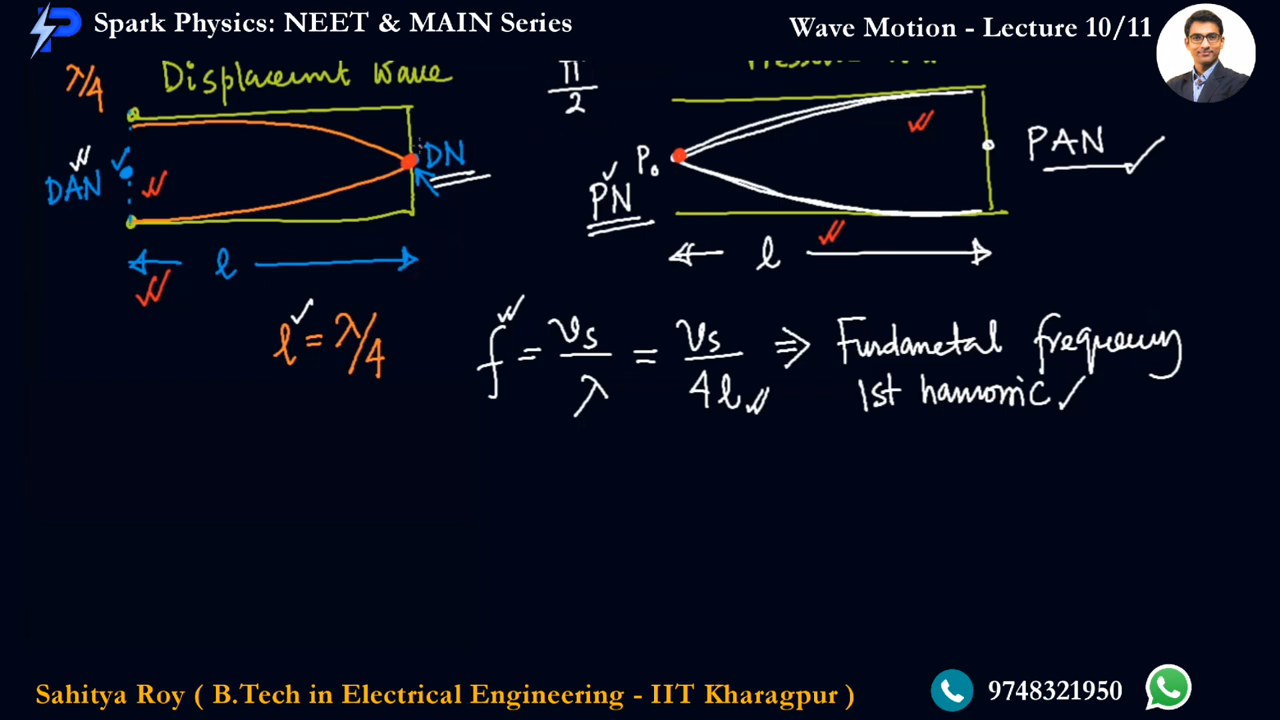 Spark Physics: NEET & MAIN Series
Wave Motion - Lecture 10/11
λ/4
Displacemnt Wave
π/2
DAN
DN
P₀
PN
PAN
l
l
l = λ/4
f = vs/λ = vs/4l ⇒ Fundametal frequency
1st harmonic
Sahitya Roy ( B.Tech in Electrical Engineering - IIT Kharagpur )
9748321950